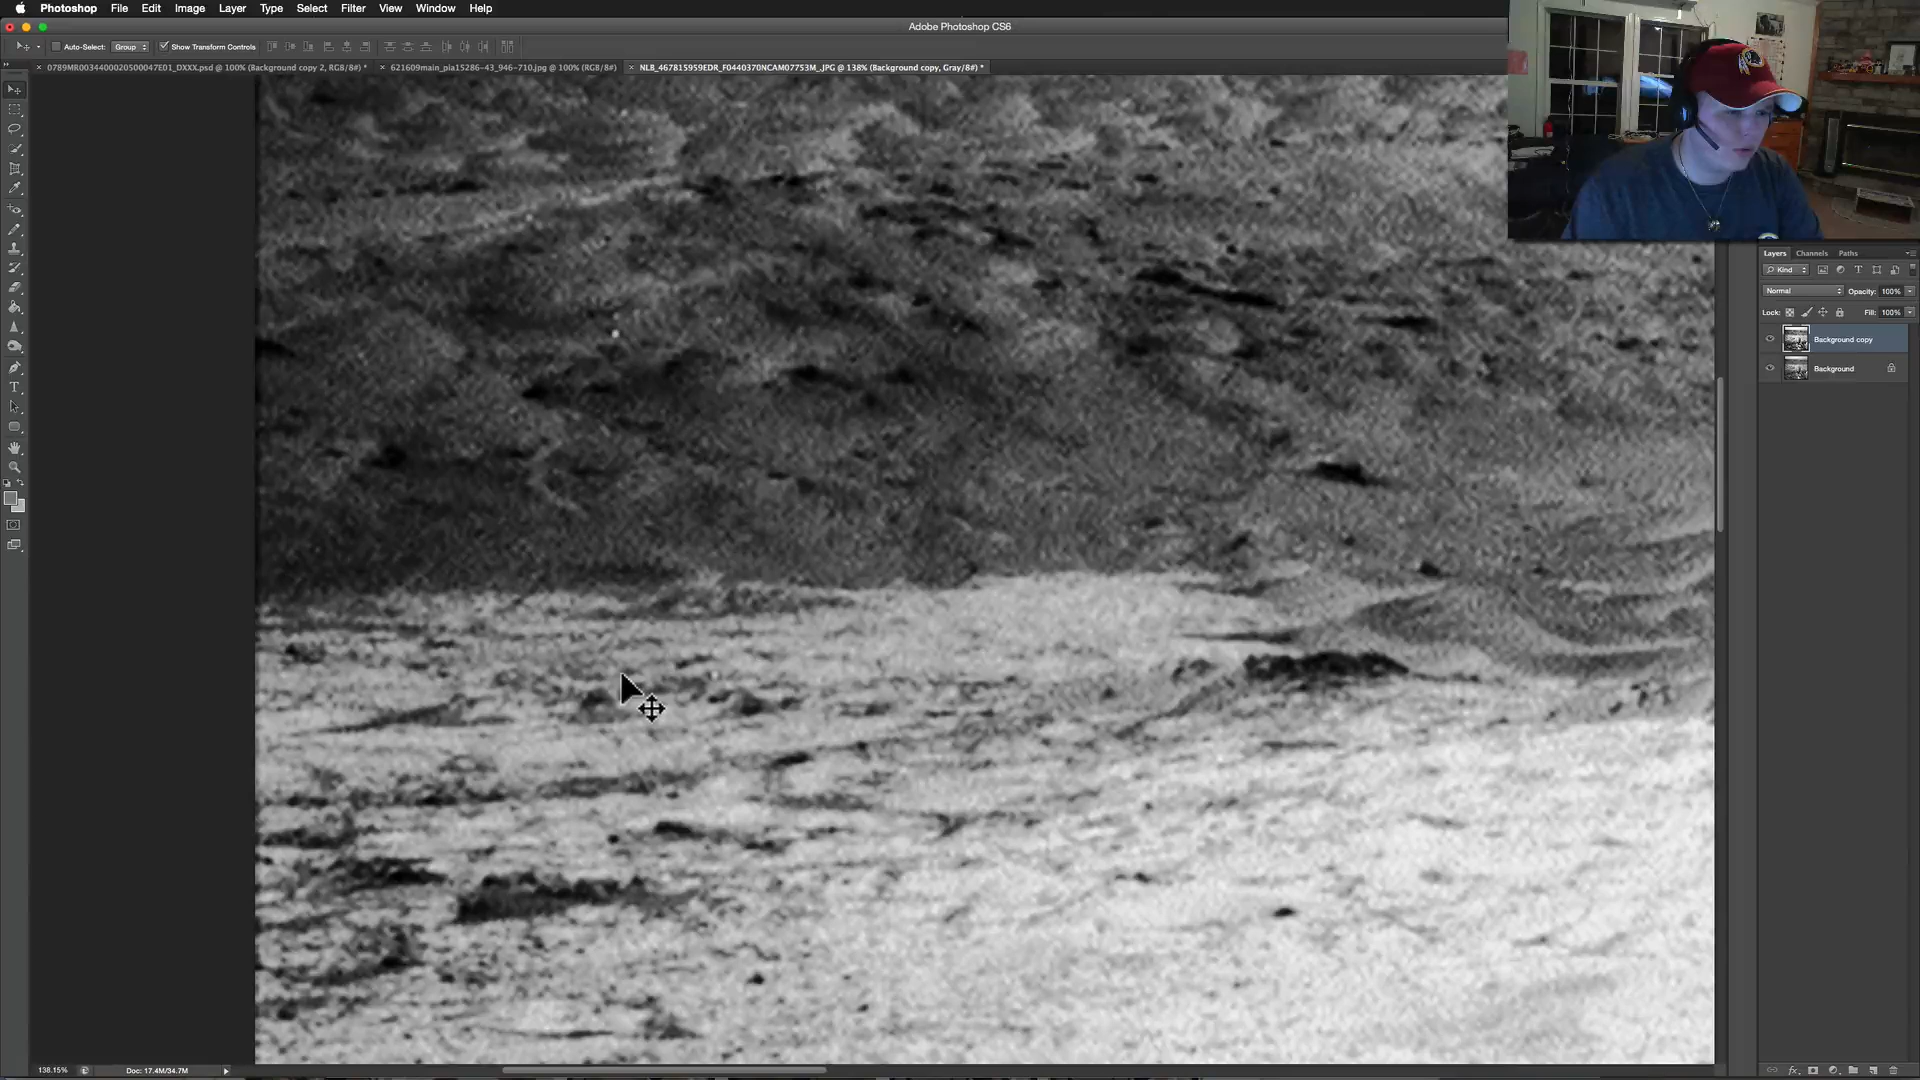 Photoshop File Edit Image Layer Type Select Filter View Window Help
Adobe Photoshop CS6
Auto-Select: Group Show Transform Controls
0789MR0034400020500047E01_DXXX.psd @ 100% (Background copy 2, RGB/8#) * 621609main_pia15286-43_946-710.jpg @ 100% (RGB/8#) NLB_467815959EDR_F0440370NCAM07753M_.JPG @ 138% (Background copy, Gray/8#) *
Layers Channels Paths
Kind
Normal Opacity: 100%
Lock: Fill: 100%
Background copy
Background
138.15% Doc: 17.4M/34.7M